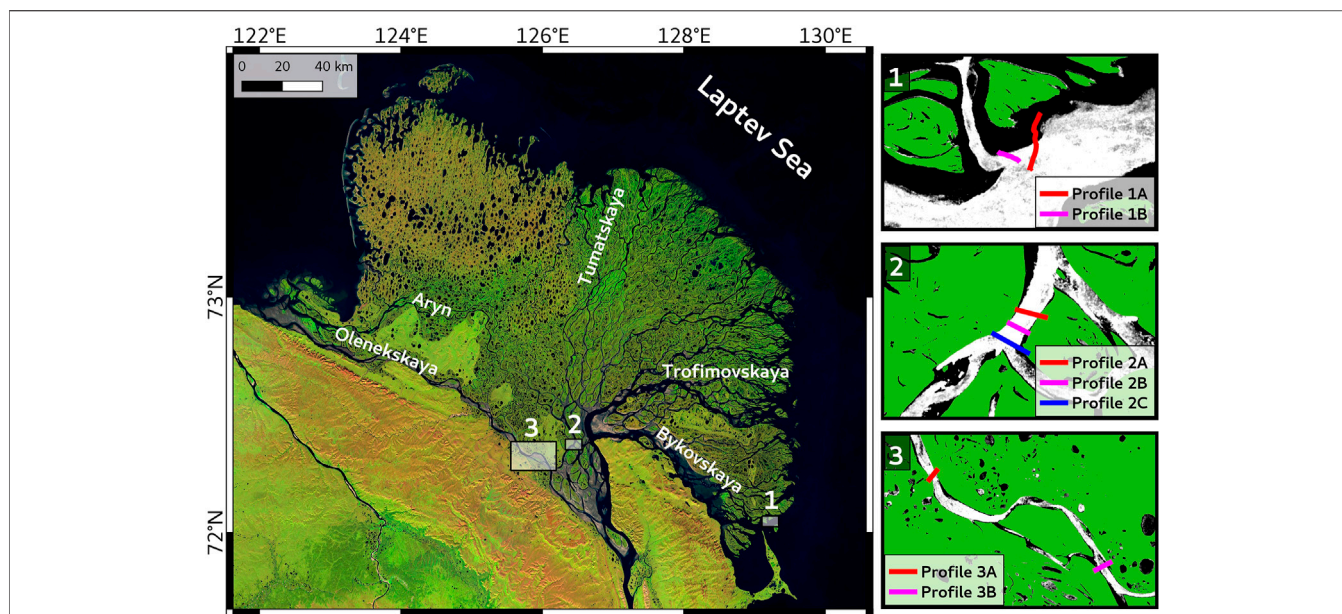 122°E 124°E 126°E 128°E 130°E
0 20 40 km
Laptev Sea
Tumatskaya
73°N
Aryn
Olenekskaya
Trofimovskaya
3 2
Bykovskaya
1
72°N
1
Profile 1A
Profile 1B
2
Profile 2A
Profile 2B
Profile 2C
3
Profile 3A
Profile 3B